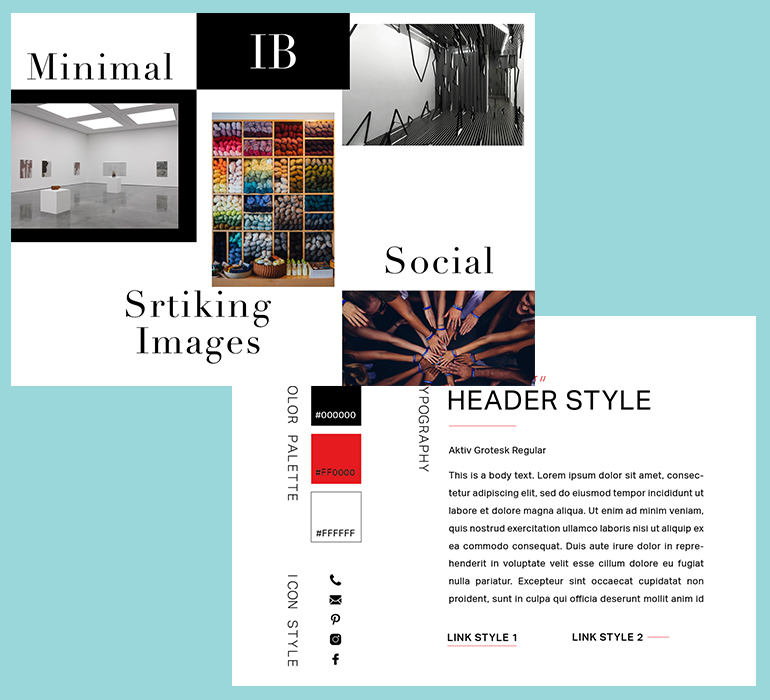 Minimal
IB
Social
Srtiking
Images
OLOR PALETTE
#000000
#FF0000
#FFFFFF
ICON STYLE
YPOGRAPHY
HEADER STYLE
Aktiv Grotesk Regular
This is a body text. Lorem ipsum dolor sit amet, consec-
tetur adipiscing elit, sed do eiusmod tempor incididunt ut
labore et dolore magna aliqua. Ut enim ad minim veniam,
quis nostrud exercitation ullamco laboris nisi ut aliquip ex
ea commodo consequat. Duis aute irure dolor in repre-
henderit in voluptate velit esse cillum dolore eu fugiat
nulla pariatur. Excepteur sint occaecat cupidatat non
proident, sunt in culpa qui officia deserunt mollit anim id
LINK STYLE 1
LINK STYLE 2